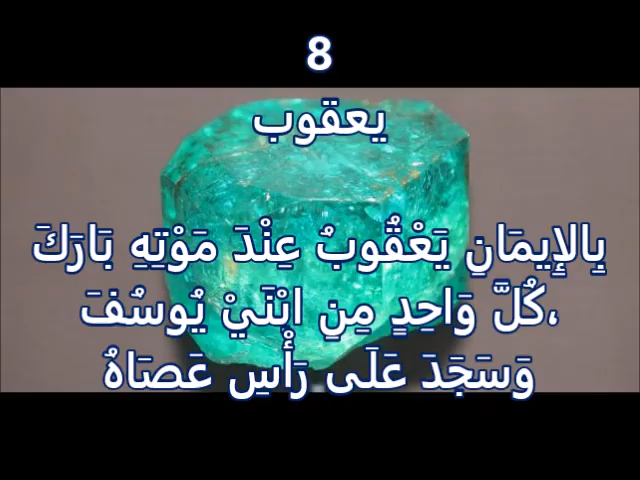 8
يعقوب
بِالإِيمَانِ يَعْقُوبُ عِنْدَ مَوْتِهِ بَارَكَ
كُلَّ وَاحِدٍ مِنِ ابْنَيْ يُوسُفَ،
وَسَجَدَ عَلَى رَأْسِ عَصَاهُ